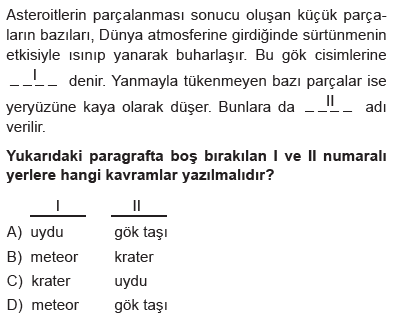 Asteroitlerin parçalanması sonucu oluşan küçük parça-
ların bazıları, Dünya atmosferine girdiğinde sürtünmenin
etkisiyle ısınıp yanarak buharlaşır. Bu gök cisimlerine
_ _I_ _ denir. Yanmayla tükenmeyen bazı parçalar ise
yeryüzüne kaya olarak düşer. Bunlara da _ _II_ _ adı
verilir.
Yukarıdaki paragrafta boş bırakılan I ve II numaralı
yerlere hangi kavramlar yazılmalıdır?
I II
A) uydu gök taşı
B) meteor krater
C) krater uydu
D) meteor gök taşı